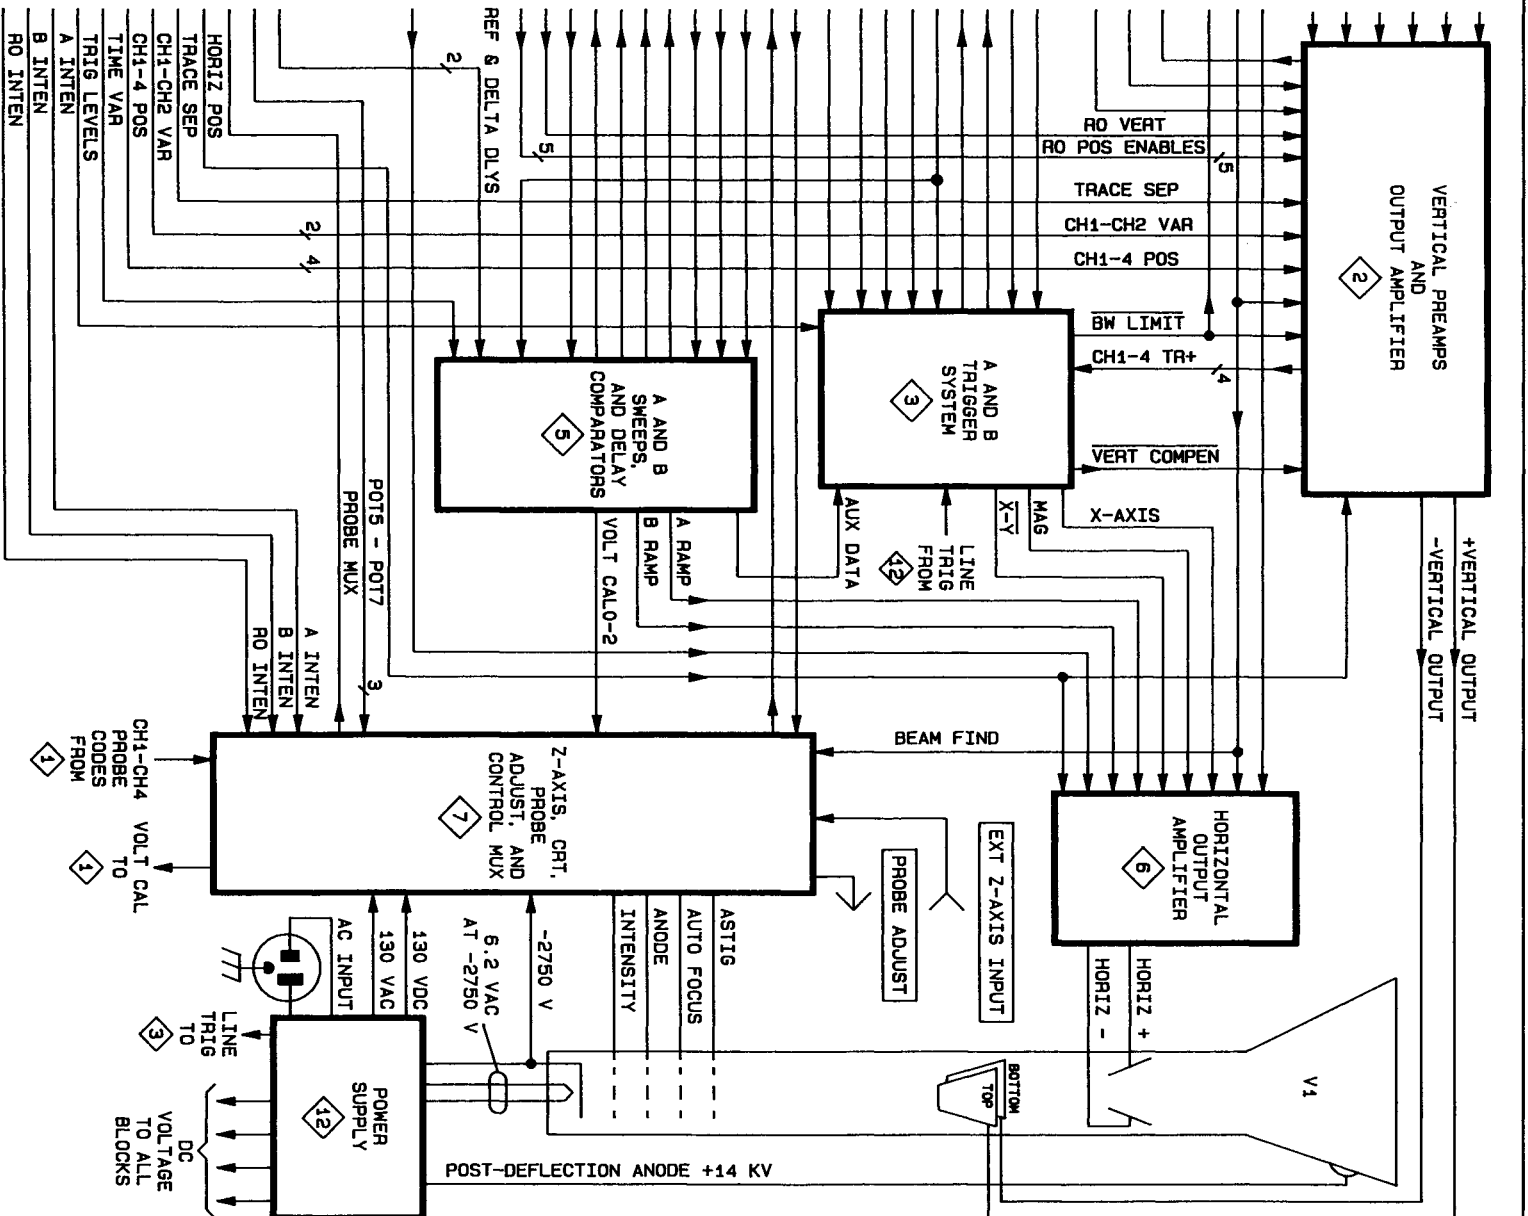 REF & DELTA DLYS
HORIZ POS
TRACE SEP
CH1-CH2 VAR
CH1-4 POS
TIME VAR
TRIG LEVELS
A INTEN
B INTEN
RO INTEN
2
5
2
4
RO VERT
RO POS ENABLES
5
TRACE SEP
CH1-CH2 VAR
CH1-4 POS
BW LIMIT
CH1-4 TR+
4
VERT COMPEN
VERTICAL PREAMPS
AND
OUTPUT AMPLIFIER
2
+VERTICAL OUTPUT
-VERTICAL OUTPUT
A AND B
TRIGGER
SYSTEM
3
X-AXIS
MAG
X-Y
LINE
TRIG
FROM
12
AUX DATA
A AND B
SWEEPS,
AND DELAY
COMPARATORS
5
A RAMP
B RAMP
VOLT CAL0-2
POT5 - POT7
PROBE MUX
3
A INTEN
B INTEN
RO INTEN
BEAM FIND
Z-AXIS, CRT,
PROBE
ADJUST, AND
CONTROL MUX
7
CH1-CH4
PROBE
CODES
FROM
1
VOLT CAL
TO
1
HORIZONTAL
OUTPUT
AMPLIFIER
6
EXT Z-AXIS INPUT
PROBE ADJUST
HORIZ +
HORIZ -
ASTIG
AUTO FOCUS
ANODE
INTENSITY
-2750 V
6.2 VAC
AT -2750 V
130 VDC
130 VAC
AC INPUT
LINE
TRIG
TO
3
POWER
SUPPLY
12
DC
VOLTAGE
TO ALL
BLOCKS
BOTTOM
TOP
V1
POST-DEFLECTION ANODE +14 KV